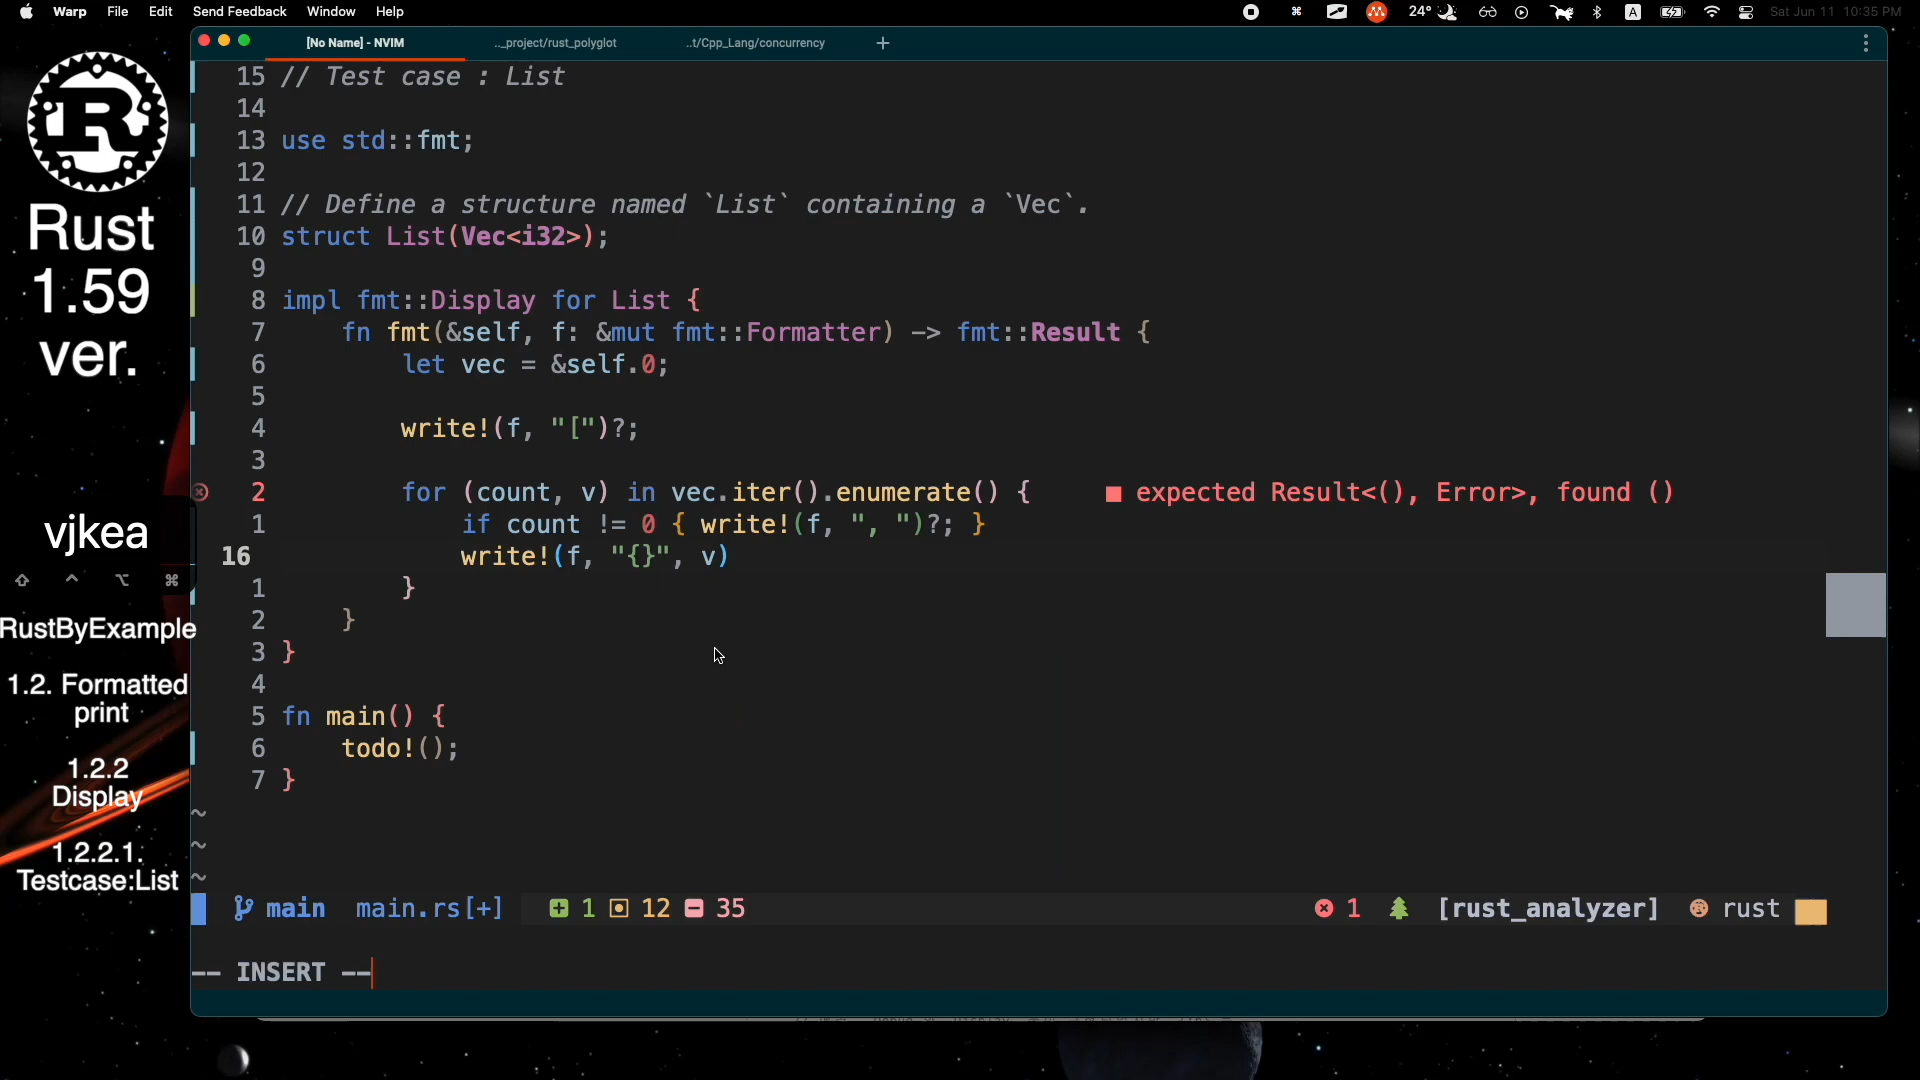 Warp File Edit Send Feedback Window Help
24° A Sat Jun 11 10:35 PM
[No Name] - NVIM
.._project/rust_polyglot
..t/Cpp_Lang/concurrency
+
R
Rust
1.59
ver.
vjkea
RustByExample
1.2. Formatted
print
1.2.2
Display
1.2.2.1.
Testcase:List
15 // Test case : List
14
13 use std::fmt;
12
11 // Define a structure named `List` containing a `Vec`.
10 struct List(Vec<i32>);
9
8 impl fmt::Display for List {
7 fn fmt(&self, f: &mut fmt::Formatter) -> fmt::Result {
6 let vec = &self.0;
5
4 write!(f, "[")?;
3
2 for (count, v) in vec.iter().enumerate() { ■ expected Result<(), Error>, found ()
1 if count != 0 { write!(f, ", ")?; }
16 write!(f, "{}", v)
1 }
2 }
3 }
4
5 fn main() {
6 todo!();
7 }
~
~
~
main main.rs[+] 1 12 35 1 [rust_analyzer] rust
-- INSERT --